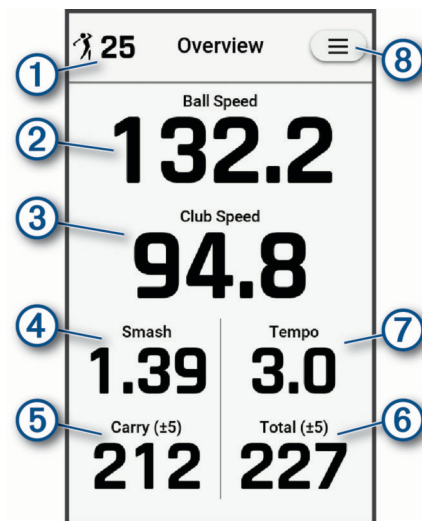 25 Overview
Ball Speed
132.2
Club Speed
94.8
Smash Tempo
1.39 3.0
Carry (±5) Total (±5)
212 227
1
2
3
4
5
6
7
8